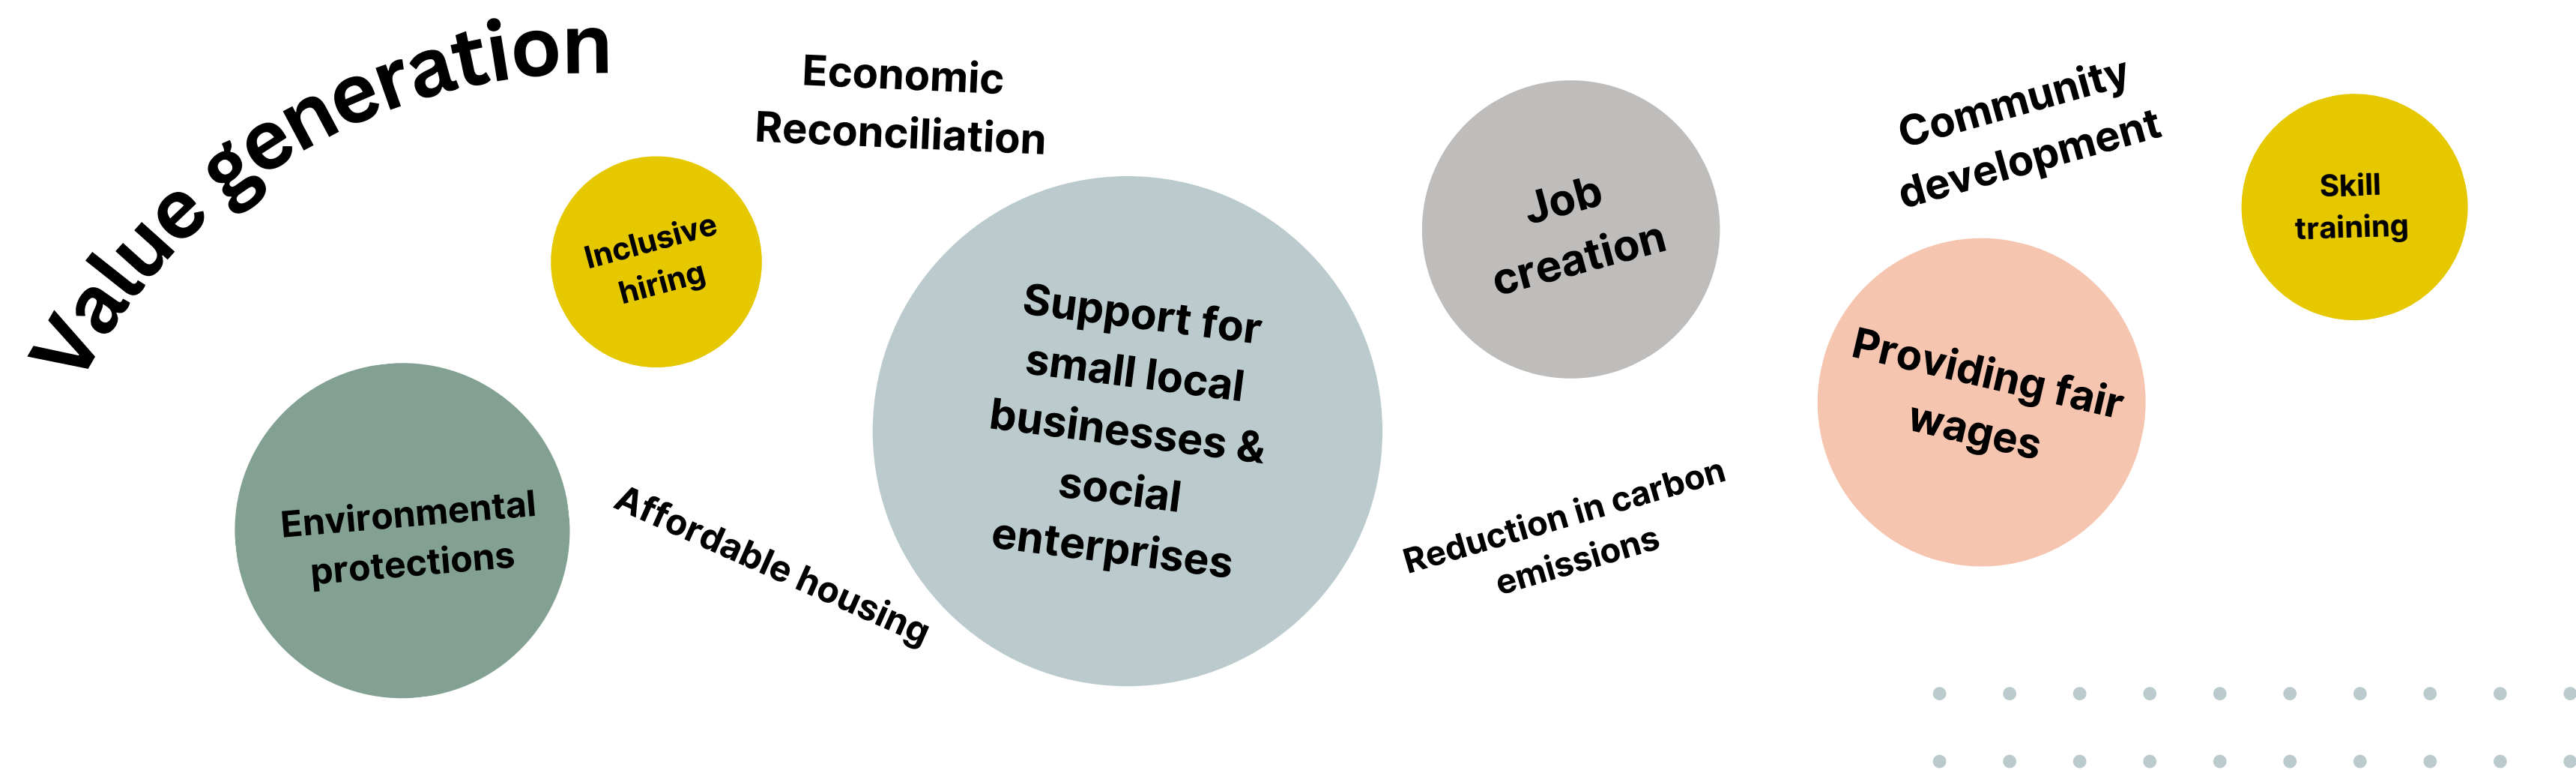 Value generation
Economic
Reconciliation
Inclusive
hiring
Environmental
protections
Affordable housing
Support for
small local
businesses &
social
enterprises
Job
creation
Reduction in carbon
emissions
Community
development
Providing fair
wages
Skill
training